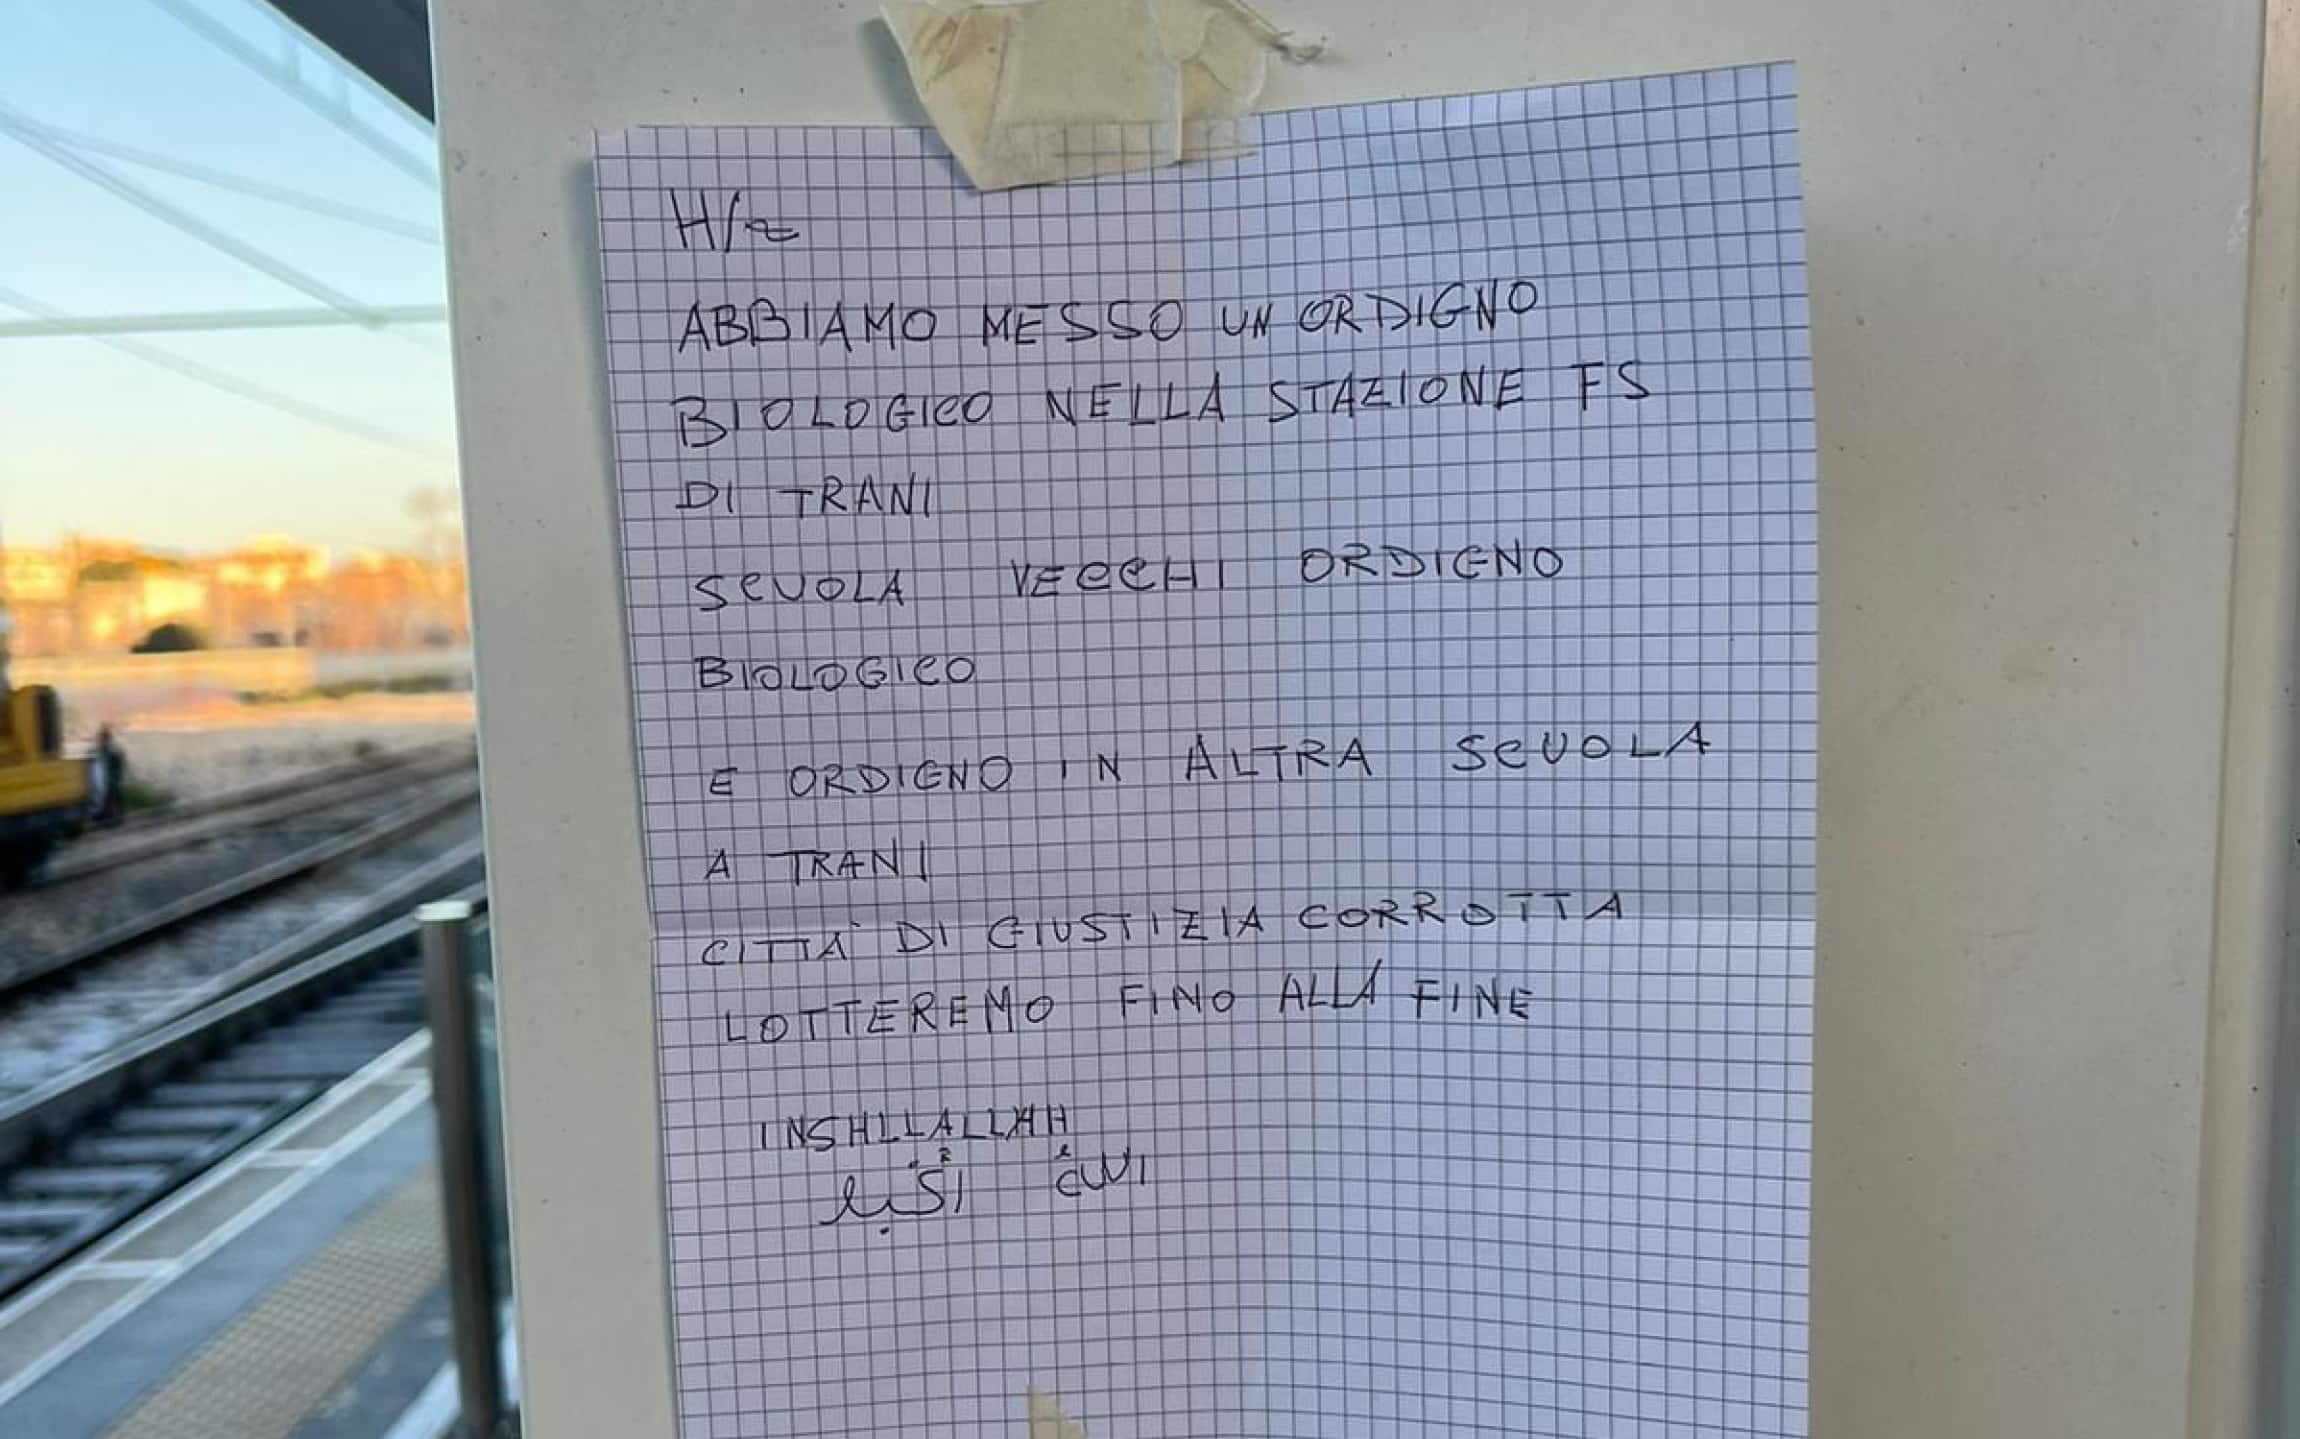 ABBIAMO MESSO UN ORDIGNO
BIOLOGICO NELLA STAZIONE FS
DI TRANI
SCUOLA VECCHI ORDIGNO
BIOLOGICO
E ORDIGNO IN ALTRA SCUOLA
A TRANI
CITTÀ DI GIUSTIZIA CORROTTA
LOTTEREMO FINO ALLA FINE
INSHLLALLAH